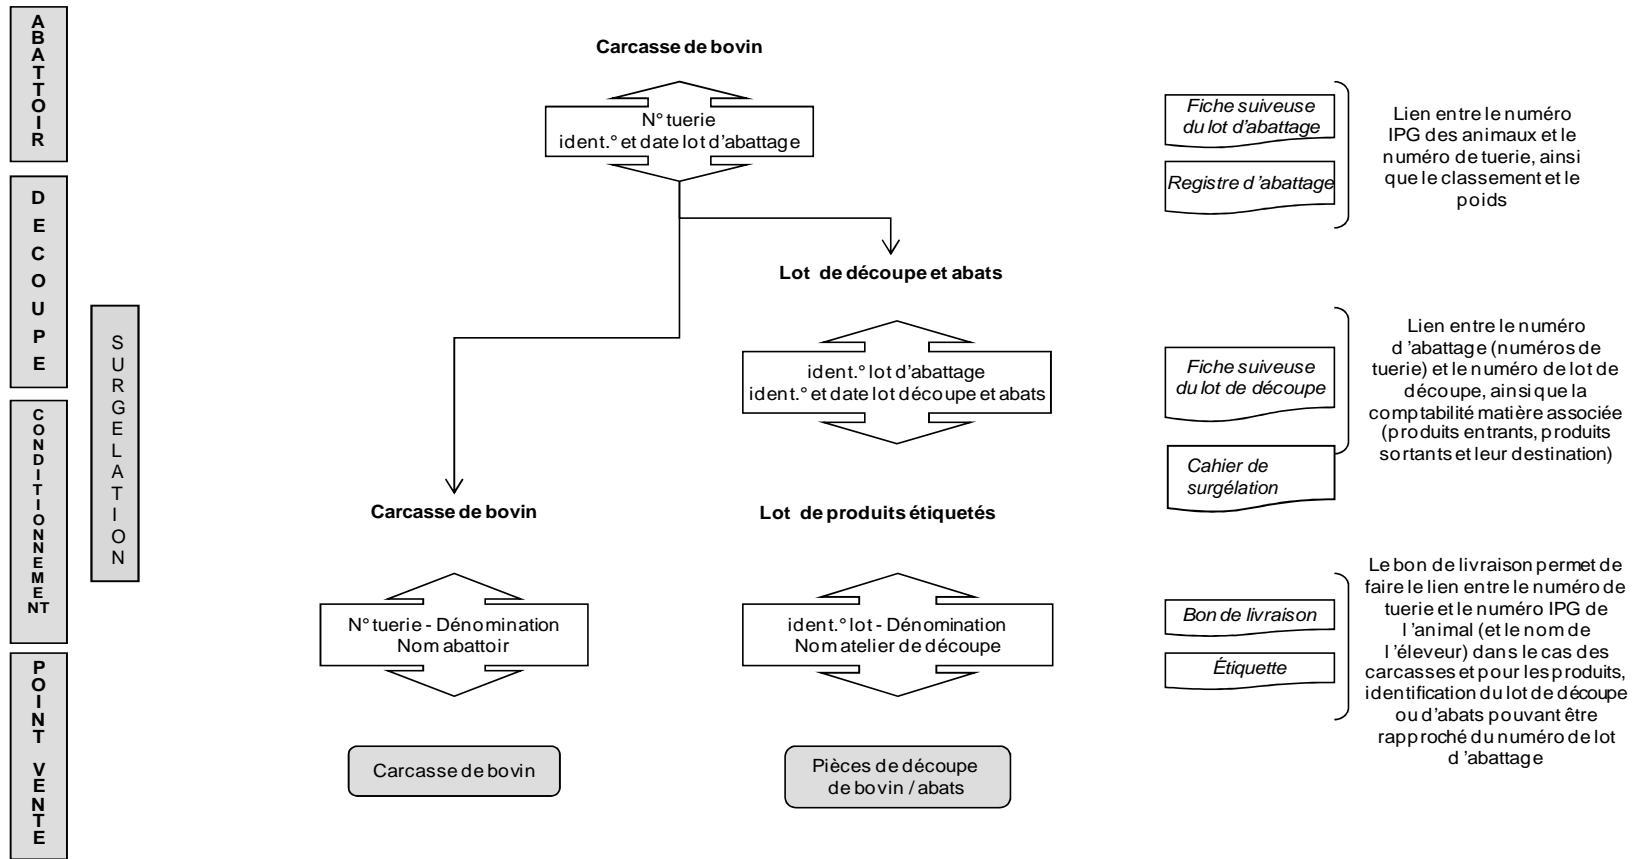 ABATTOIR
DECOUPE
SURGELATION
CONDITIONNEMENT
POINT VENTE
Carcasse de bovin
N° tuerie
ident.° et date lot d'abattage
Lot de découpe et abats
ident.° lot d'abattage
ident.° et date lot découpe et abats
Carcasse de bovin
N° tuerie - Dénomination
Nom abattoir
Lot de produits étiquetés
ident.° lot - Dénomination
Nom atelier de découpe
Carcasse de bovin
Pièces de découpe
de bovin / abats
Fiche suiveuse
du lot d'abattage
Registre d'abattage
Lien entre le numéro
IPG des animaux et le
numéro de tuerie, ainsi
que le classement et le
poids
Fiche suiveuse
du lot de découpe
Cahier de
surgélation
Lien entre le numéro
d'abattage (numéros de
tuerie) et le numéro de lot de
découpe, ainsi que la
comptabilité matière associée
(produits entrants, produits
sortants et leur destination)
Bon de livraison
Étiquette
Le bon de livraison permet de
faire le lien entre le numéro de
tuerie et le numéro IPG de
l'animal (et le nom de
l'éleveur) dans le cas des
carcasses et pour les produits,
identification du lot de découpe
ou d'abats pouvant être
rapproché du numéro de lot
d'abattage